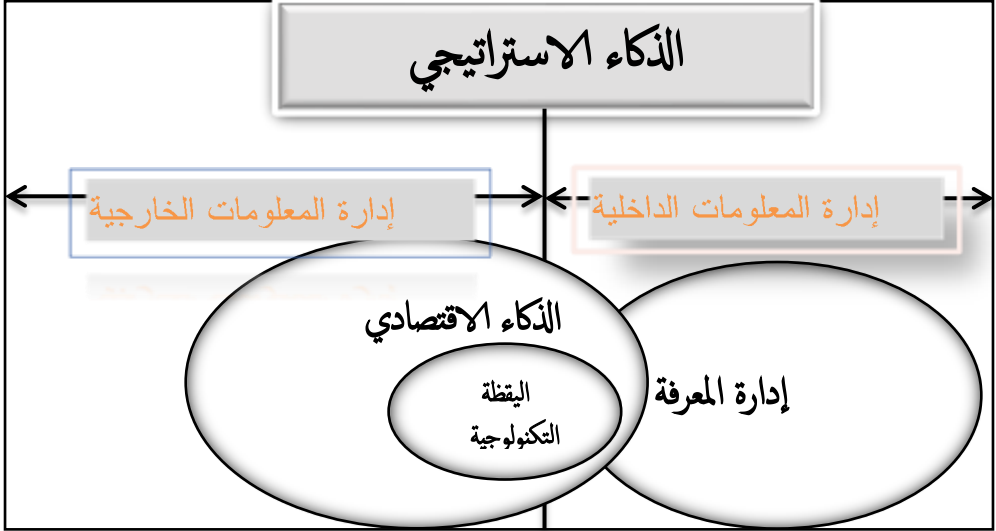 الذكاء الاستراتيجي
إدارة المعلومات الداخلية
إدارة المعلومات الخارجية
الذكاء الاقتصادي
إدارة المعرفة
اليقظة
التكنولوجية